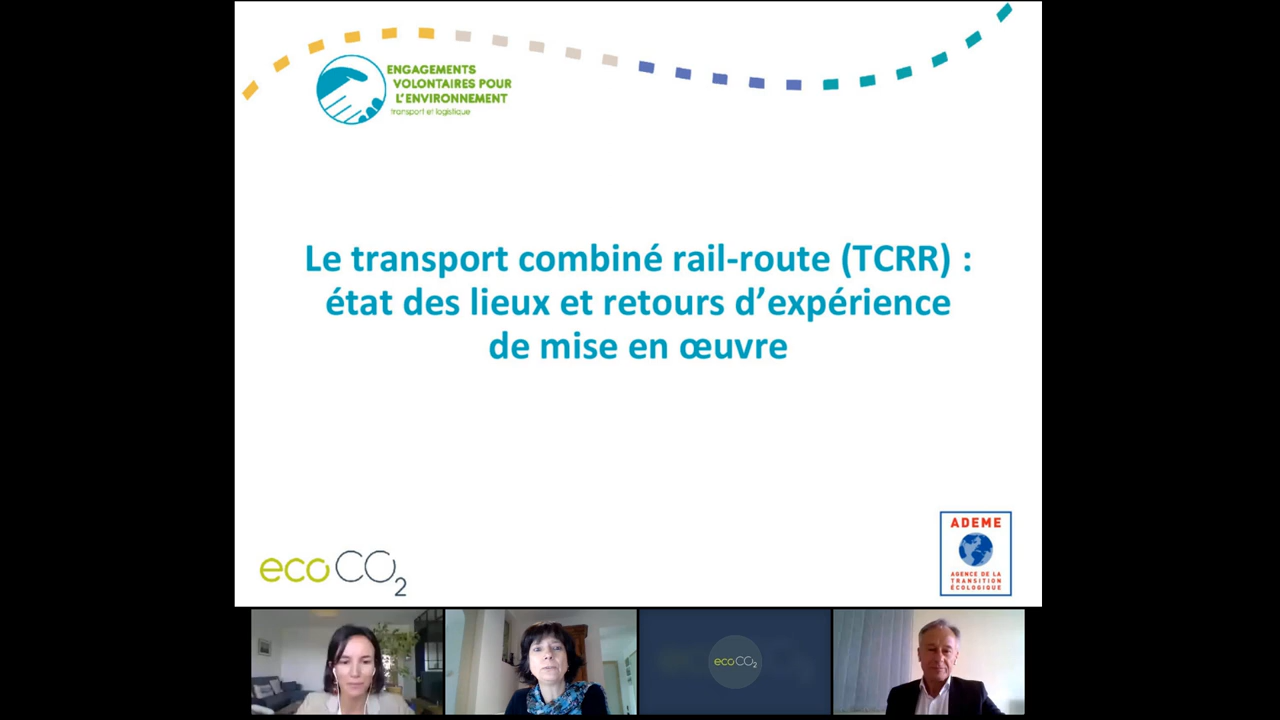 ENGAGEMENTS
VOLONTAIRES POUR
L'ENVIRONNEMENT
transport et logistique
Le transport combiné rail-route (TCRR) :
état des lieux et retours d’expérience
de mise en œuvre
ecoCO2
ADEME
AGENCE DE LA
TRANSITION
ÉCOLOGIQUE
ecoCO2